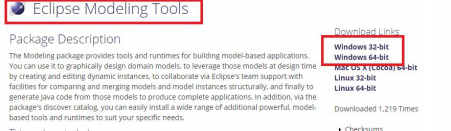 Eclipse Modeling Tools
Package Description
The Modeling package provides tools and runtimes for building model-based applications.
You can use it to graphically design domain models, to leverage those models at design time
by creating and editing dynamic instances, to collaborate via Eclipse's team support with
facilities for comparing and merging models and model instances structurally, and finally to
generate Java code from those models to produce complete applications. In addition, via the
package's discover catalog, you can easily install a wide range of additional powerful, model-
based tools and runtimes to suit your specific needs.
Download Links
Windows 32-bit
Windows 64-bit
Mac OS X (Cocoa) 64-bit
Linux 32-bit
Linux 64-bit
Downloaded 1,219 Times
Checksums